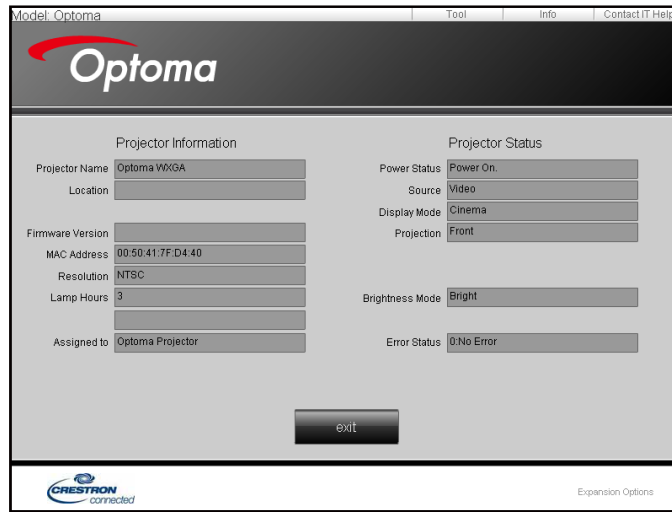 Model: Optoma
Tool Info Contact IT Help
Optoma
Projector Information
Projector Name Optoma WXGA
Location
Firmware Version
MAC Address 00:50:41:7F:D4:40
Resolution NTSC
Lamp Hours 3
Assigned to Optoma Projector
Projector Status
Power Status Power On.
Source Video
Display Mode Cinema
Projection Front
Brightness Mode Bright
Error Status 0:No Error
exit
CRESTRON
connected
Expansion Options